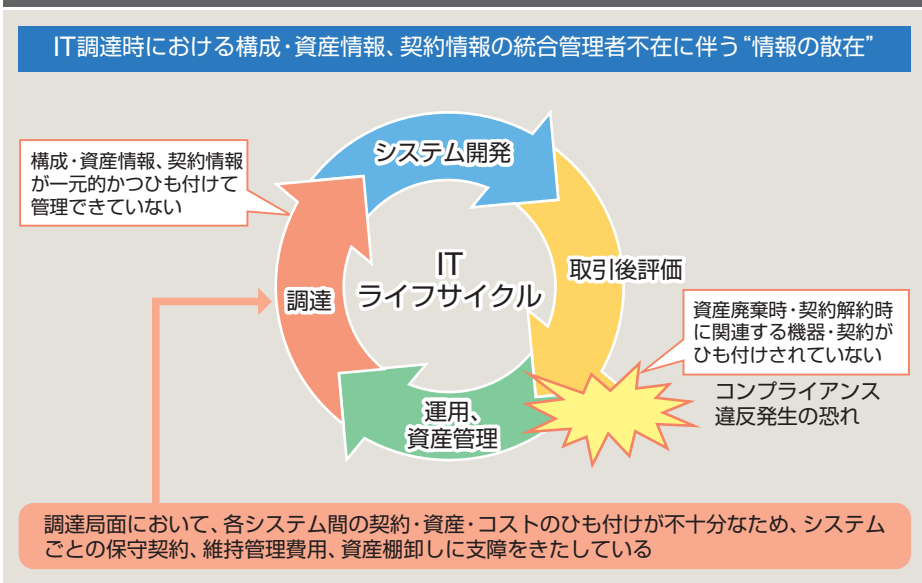 IT調達時における構成・資産情報、契約情報の統合管理者不在に伴う“情報の散在”
システム開発
構成・資産情報、契約情報
が一元的かつひも付けて
管理できていない
IT
ライフサイクル
取引後評価
調達
資産廃棄時・契約解約時
に関連する機器・契約が
ひも付けされていない
コンプライアンス
違反発生の恐れ
運用、
資産管理
調達局面において、各システム間の契約・資産・コストのひも付けが不十分なため、システム
ごとの保守契約、維持管理費用、資産棚卸しに支障をきたしている